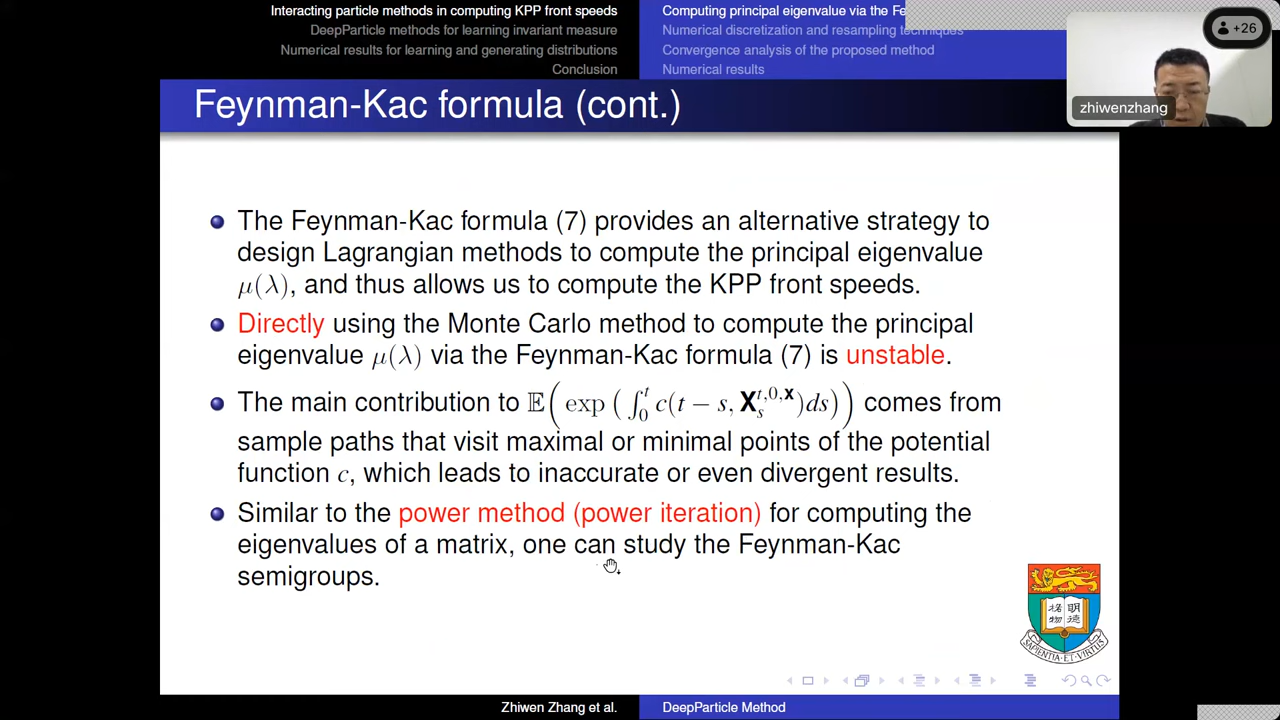 Interacting particle methods in computing KPP front speeds
DeepParticle methods for learning invariant measure
Numerical results for learning and generating distributions
Conclusion
Computing principal eigenvalue via the Fe
Numerical discretization and resampling techniques
Convergence analysis of the proposed method
Numerical results
+26
zhiwenzhang
Feynman-Kac formula (cont.)
The Feynman-Kac formula (7) provides an alternative strategy to
design Lagrangian methods to compute the principal eigenvalue
μ(λ), and thus allows us to compute the KPP front speeds.
Directly using the Monte Carlo method to compute the principal
eigenvalue μ(λ) via the Feynman-Kac formula (7) is unstable.
The main contribution to 𝔼(exp(∫₀ᵗ c(t − s, 𝐗ₛ^{t,0,𝐱})ds)) comes from
sample paths that visit maximal or minimal points of the potential
function c, which leads to inaccurate or even divergent results.
Similar to the power method (power iteration) for computing the
eigenvalues of a matrix, one can study the Feynman-Kac
semigroups.
明德
格物
SAPIENTIA·ET·VIRTUS
Zhiwen Zhang et al.
DeepParticle Method